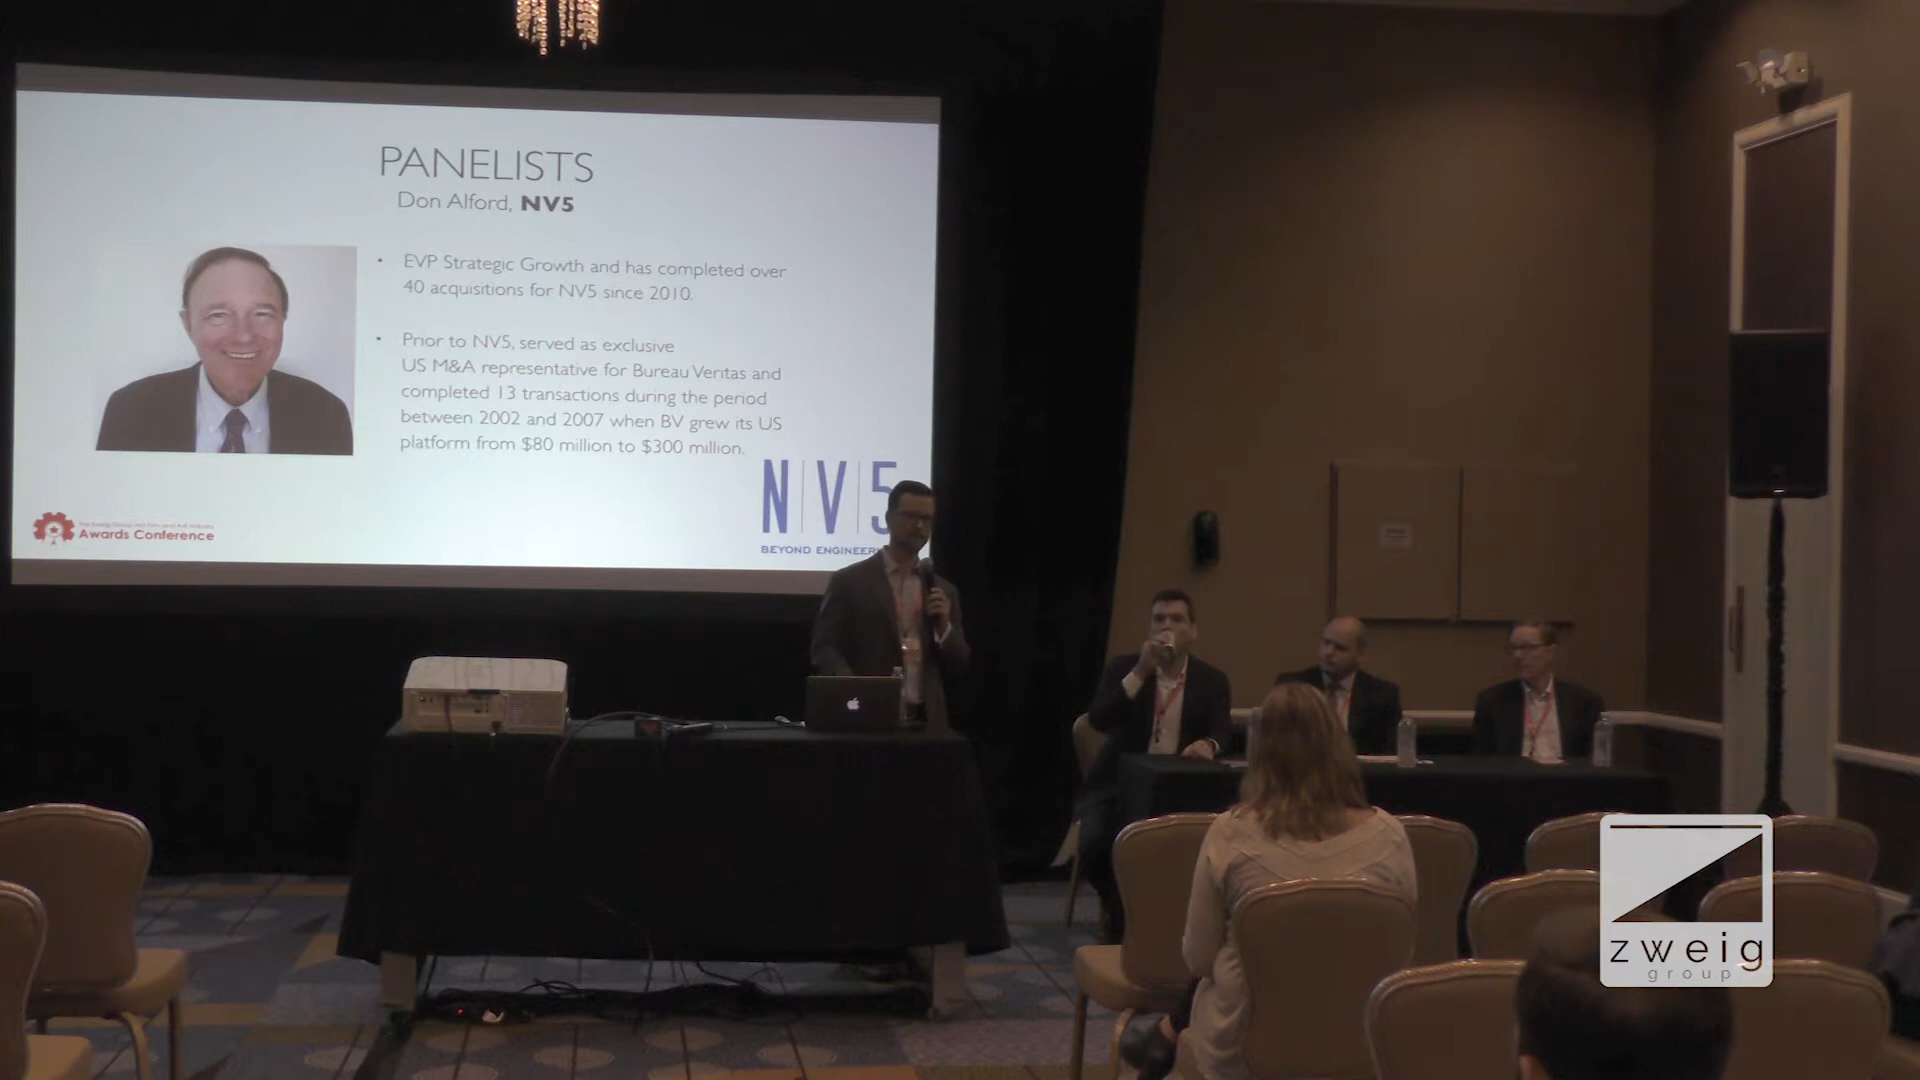 PANELISTS
Don Alford, NV5
• EVP Strategic Growth and has completed over
40 acquisitions for NV5 since 2010.
• Prior to NV5, served as exclusive
US M&A representative for Bureau Veritas and
completed 13 transactions during the period
between 2002 and 2007 when BV grew its US
platform from $80 million to $300 million.
N|V|5
BEYOND ENGINEER
Awards Conference
zweig
group